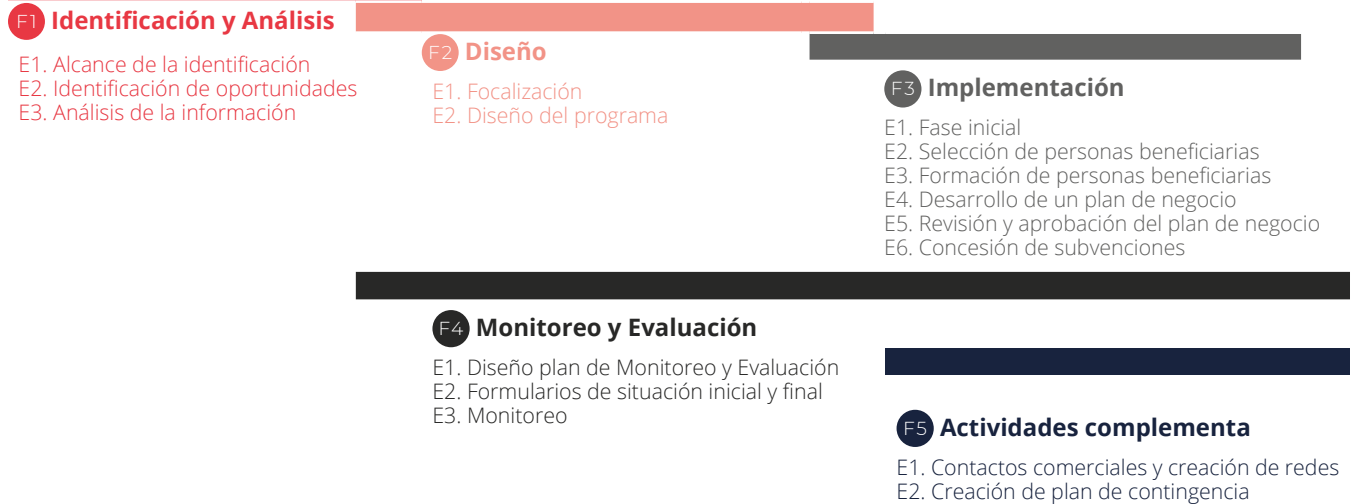 F1 Identificación y Análisis
E1. Alcance de la identificación
E2. Identificación de oportunidades
E3. Análisis de la información
F2 Diseño
E1. Focalización
E2. Diseño del programa
F3 Implementación
E1. Fase inicial
E2. Selección de personas beneficiarias
E3. Formación de personas beneficiarias
E4. Desarrollo de un plan de negocio
E5. Revisión y aprobación del plan de negocio
E6. Concesión de subvenciones
F4 Monitoreo y Evaluación
E1. Diseño plan de Monitoreo y Evaluación
E2. Formularios de situación inicial y final
E3. Monitoreo
F5 Actividades complementa
E1. Contactos comerciales y creación de redes
E2. Creación de plan de contingencia